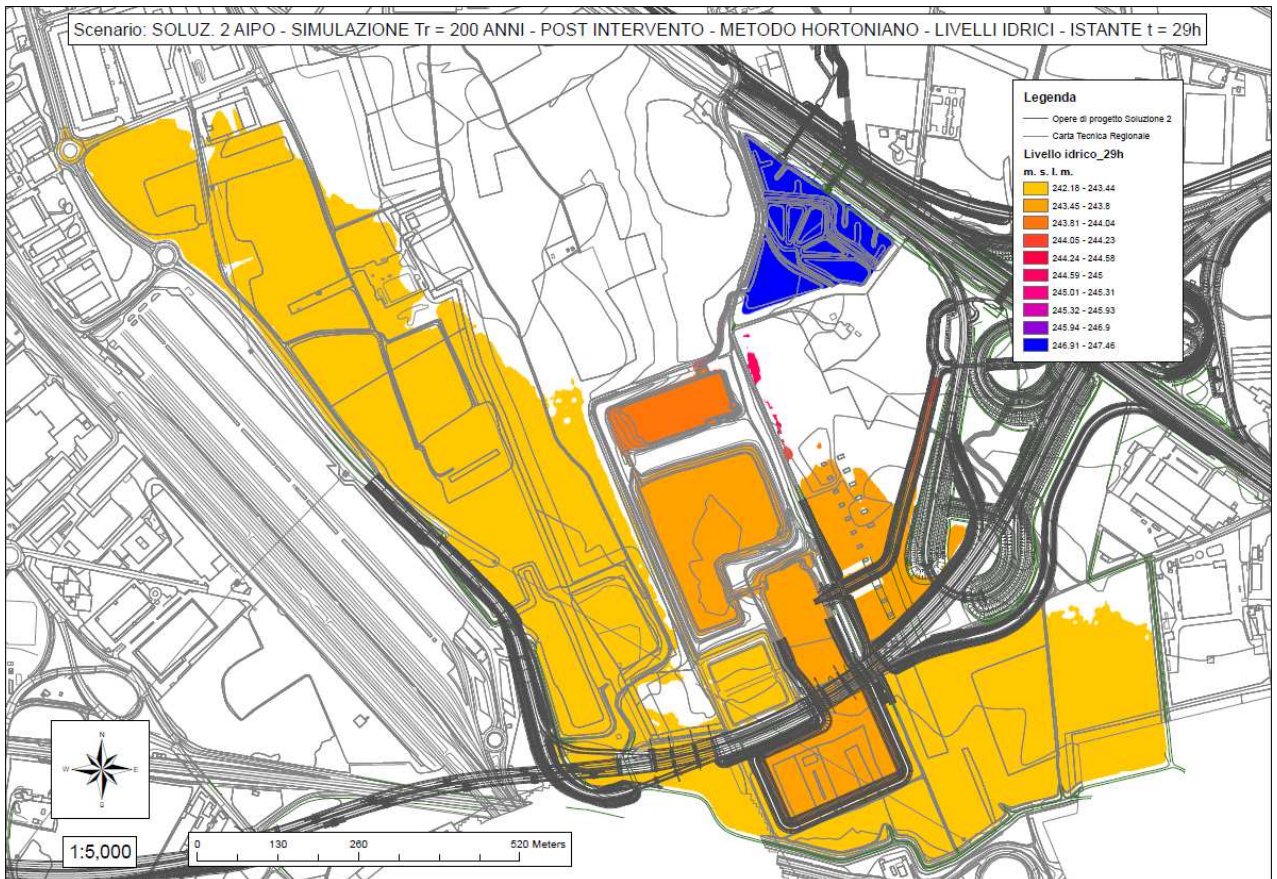 Scenario: SOLUZ. 2 AIPO - SIMULAZIONE Tr = 200 ANNI - POST INTERVENTO - METODO HORTONIANO - LIVELLI IDRICI - ISTANTE t = 29h
Legenda
Opere di progetto Soluzione 2
Carta Tecnica Regionale
Livello idrico_29h
m. s. l. m.
242.18 - 243.44
243.45 - 243.8
243.81 - 244.04
244.05 - 244.23
244.24 - 244.58
244.59 - 245
245.01 - 245.31
245.32 - 245.93
245.94 - 246.9
246.91 - 247.46
N
W E
S
1:5,000
0 130 260 520 Meters